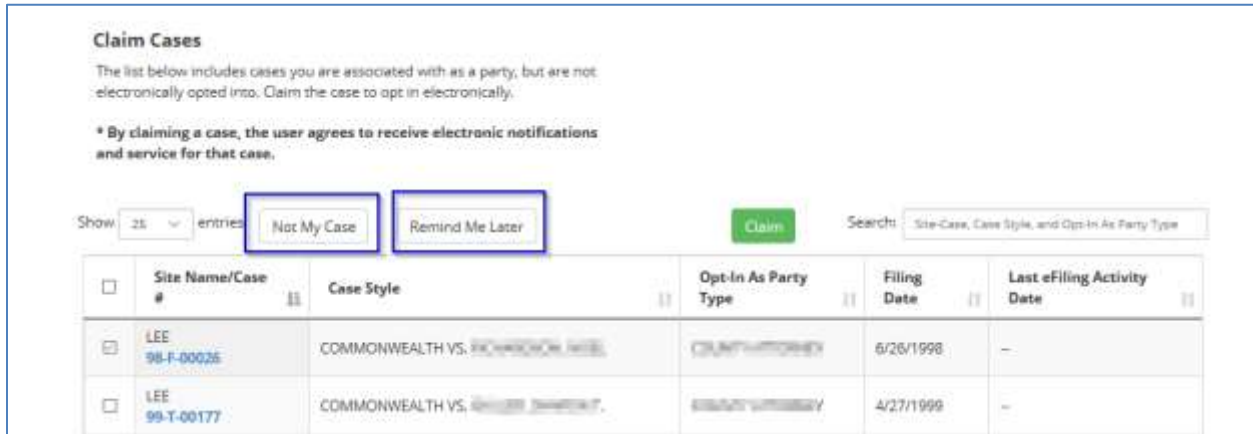 Claim Cases
The list below includes cases you are associated with as a party, but are not
electronically opted into. Claim the case to opt in electronically.
* By claiming a case, the user agrees to receive electronic notifications
and service for that case.
Show 25 entries Not My Case Remind Me Later Claim Search: Site-Case, Case Style, and Opt-In As Party Type
Site Name/Case # Case Style Opt-In As Party Type Filing Date Last eFiling Activity Date
LEE
98-F-00026 COMMONWEALTH VS. 6/26/1998 --
LEE
99-T-00177 COMMONWEALTH VS. 4/27/1999 --